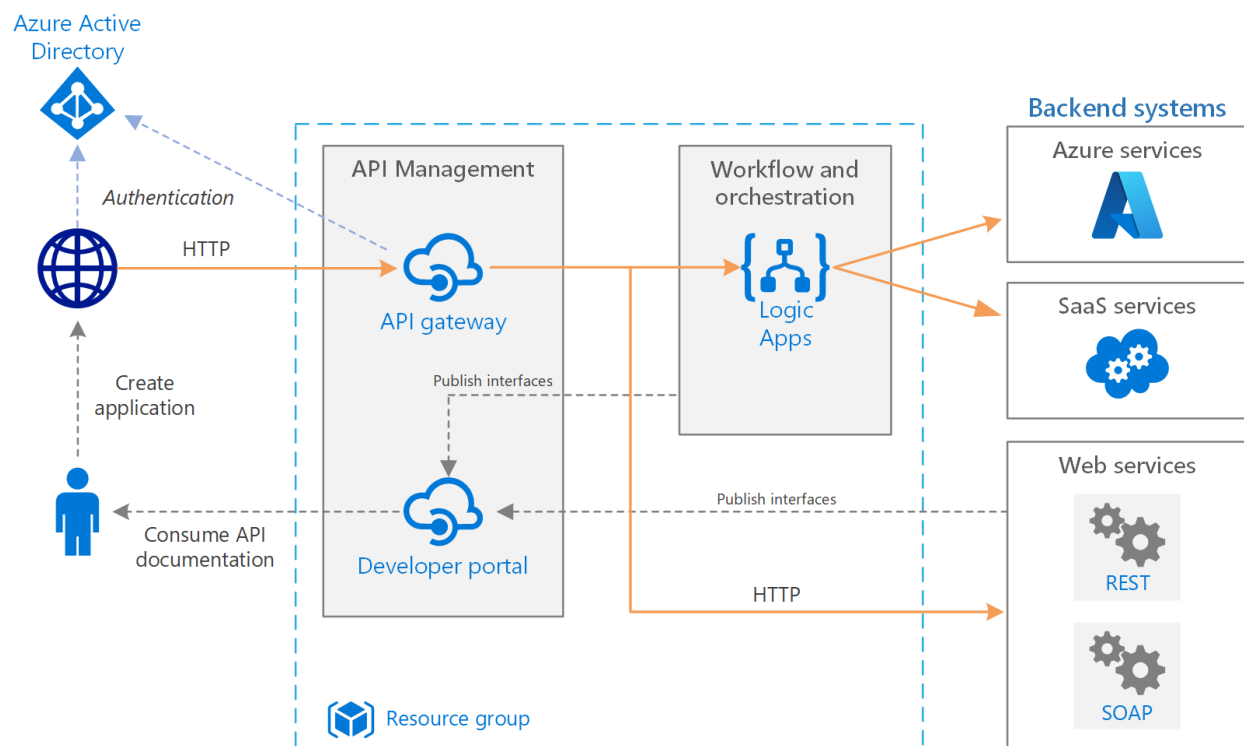 Azure Active
Directory
Backend systems
Azure services
API Management
Workflow and
orchestration
Authentication
HTTP
API gateway
Logic
Apps
SaaS services
Create
application
Publish interfaces
Web services
Publish interfaces
Consume API
documentation
Developer portal
REST
HTTP
SOAP
Resource group